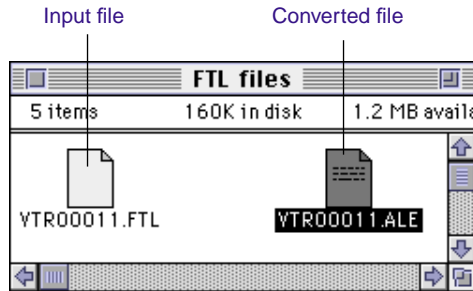 Input file Converted file
FTL files
5 items 160K in disk 1.2 MB availa
VTR00011.FTL VTR00011.ALE